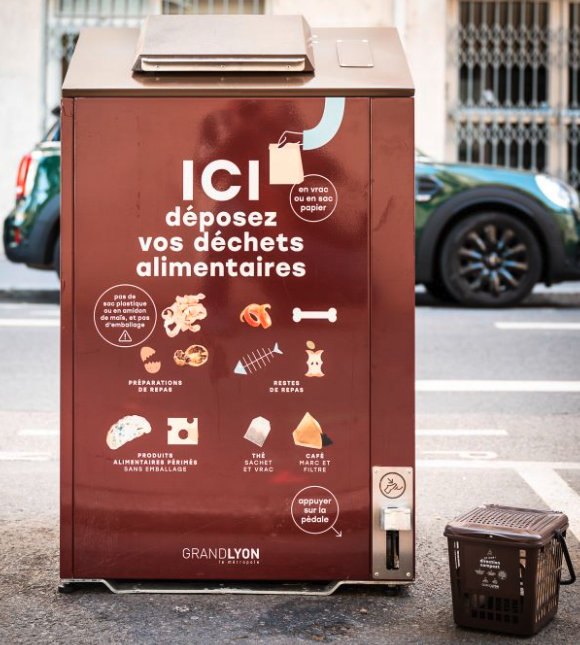 ICI
en vrac
ou en sac
papier
déposez
vos déchets
alimentaires
pas de
sac plastique
ou en amidon
de maïs, et pas
d'emballage
PRÉPARATIONS
DE REPAS
RESTES
DE REPAS
PRODUITS
ALIMENTAIRES PÉRIMÉS
SANS EMBALLAGE
THÉ
SACHET
ET VRAC
CAFÉ
MARC ET
FILTRE
appuyer
sur la
pédale
GRANDLYON
la métropole